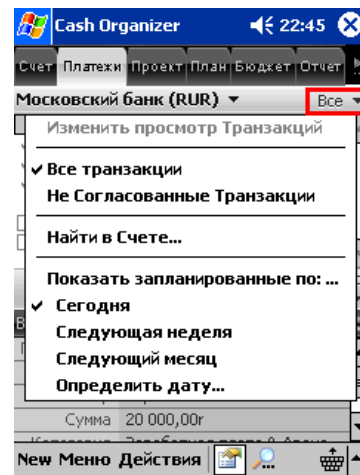 Cash Organizer 22:45
Счет Платежи Проект План Бюджет Отчет
Московский банк (RUR) Все
Изменить просмотр Транзакций
Все транзакции
Не Согласованные Транзакции
Найти в Счете...
Показать запланированные по: ...
Сегодня
Следующая неделя
Следующий месяц
Определить дату...
Сумма 20 000,00r
New Меню Действия